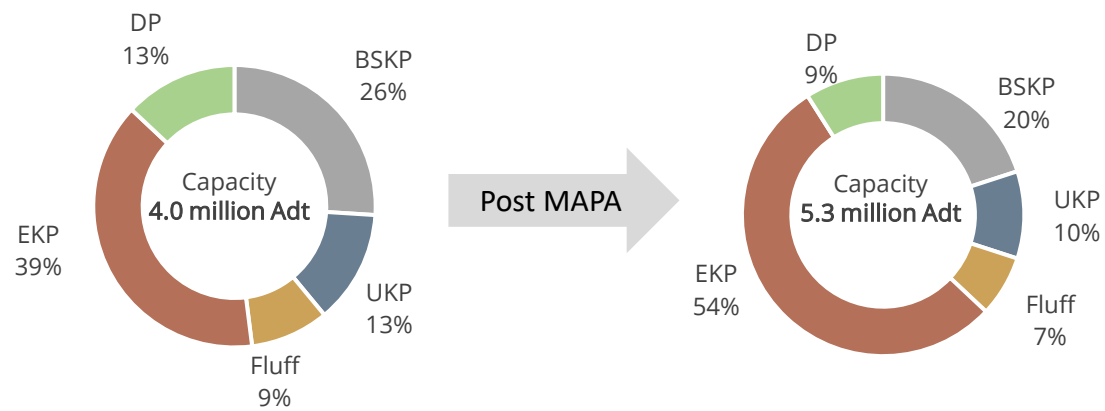 DP
13%
BSKP
26%
Capacity
4.0 million Adt
EKP
39%
UKP
13%
Fluff
9%
Post MAPA
DP
9%
BSKP
20%
Capacity
5.3 million Adt
UKP
10%
EKP
54%
Fluff
7%